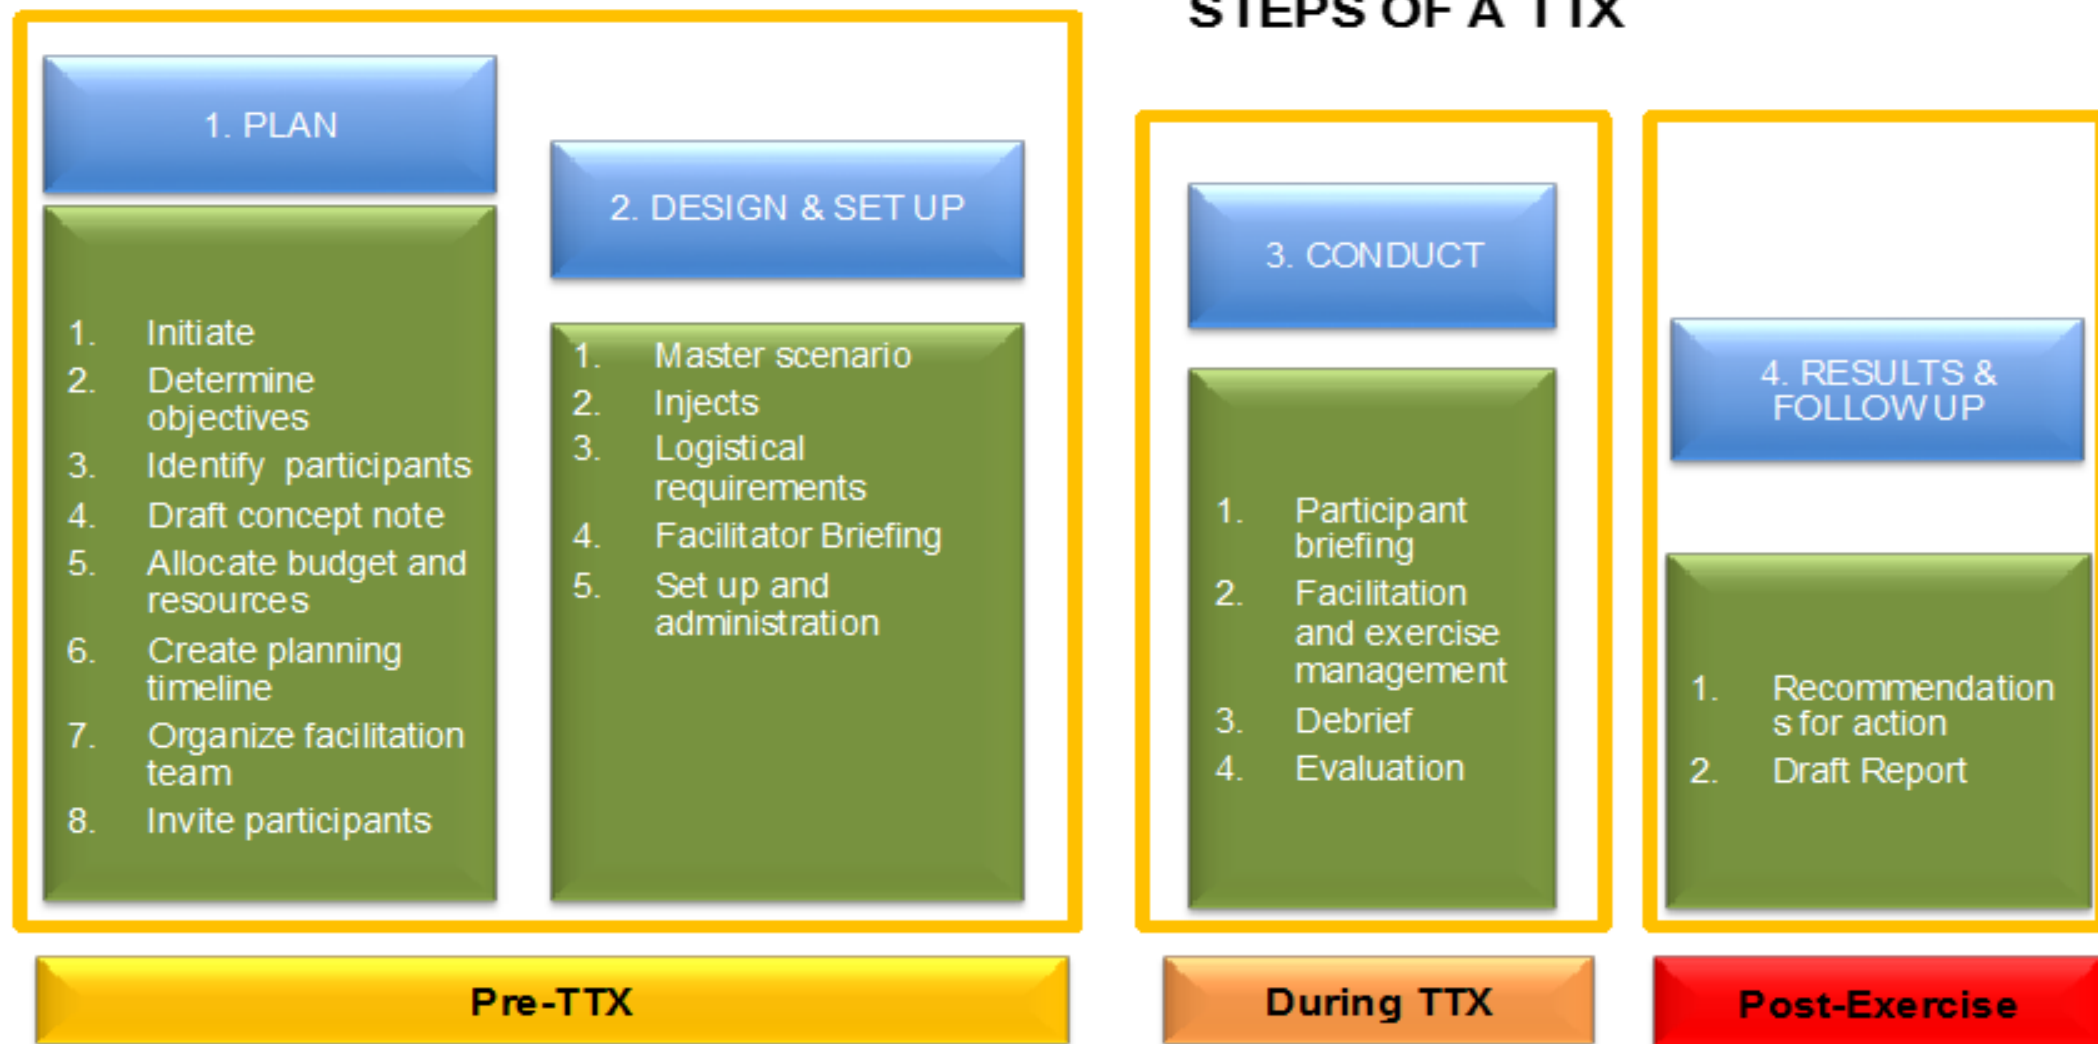 STEPS OF A TTX
1. PLAN
1. Initiate
2. Determine
objectives
3. Identify participants
4. Draft concept note
5. Allocate budget and
resources
6. Create planning
timeline
7. Organize facilitation
team
8. Invite participants
2. DESIGN & SET UP
1. Master scenario
2. Injects
3. Logistical
requirements
4. Facilitator Briefing
5. Set up and
administration
Pre-TTX
3. CONDUCT
1. Participant
briefing
2. Facilitation
and exercise
management
3. Debrief
4. Evaluation
During TTX
4. RESULTS &
FOLLOW UP
1. Recommendation
s for action
2. Draft Report
Post-Exercise